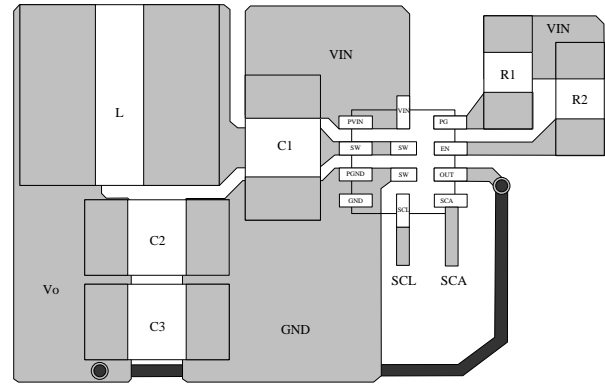 VIN
VIN
R1
R2
L
VIN
PVIN
PG
C1
SW
SW
EN
PGND
SW
OUT
GND
SCL
SCA
C2
SCL
SCA
Vo
C3
GND